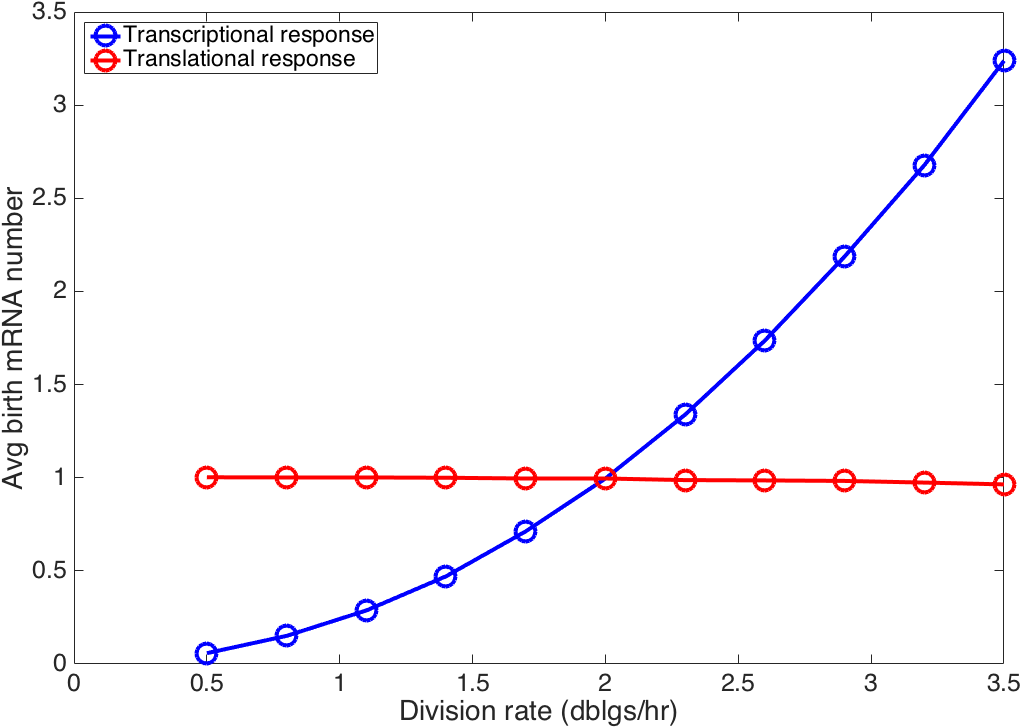 3.5
Transcriptional response
Translational response
3
2.5
2
1.5
1
0.5
0
Avg birth mRNA number
0 0.5 1 1.5 2 2.5 3 3.5
Division rate (dblgs/hr)